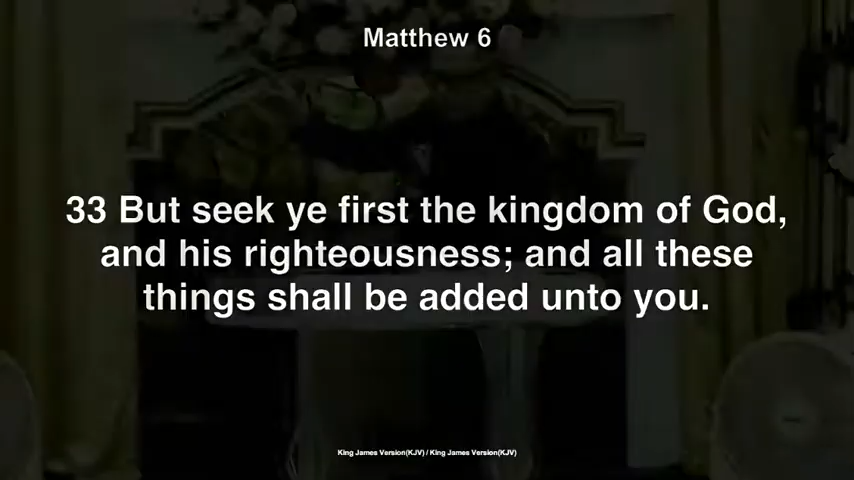 Matthew 6
33 But seek ye first the kingdom of God,
and his righteousness; and all these
things shall be added unto you.
King James Version(KJV) / King James Version(KJV)